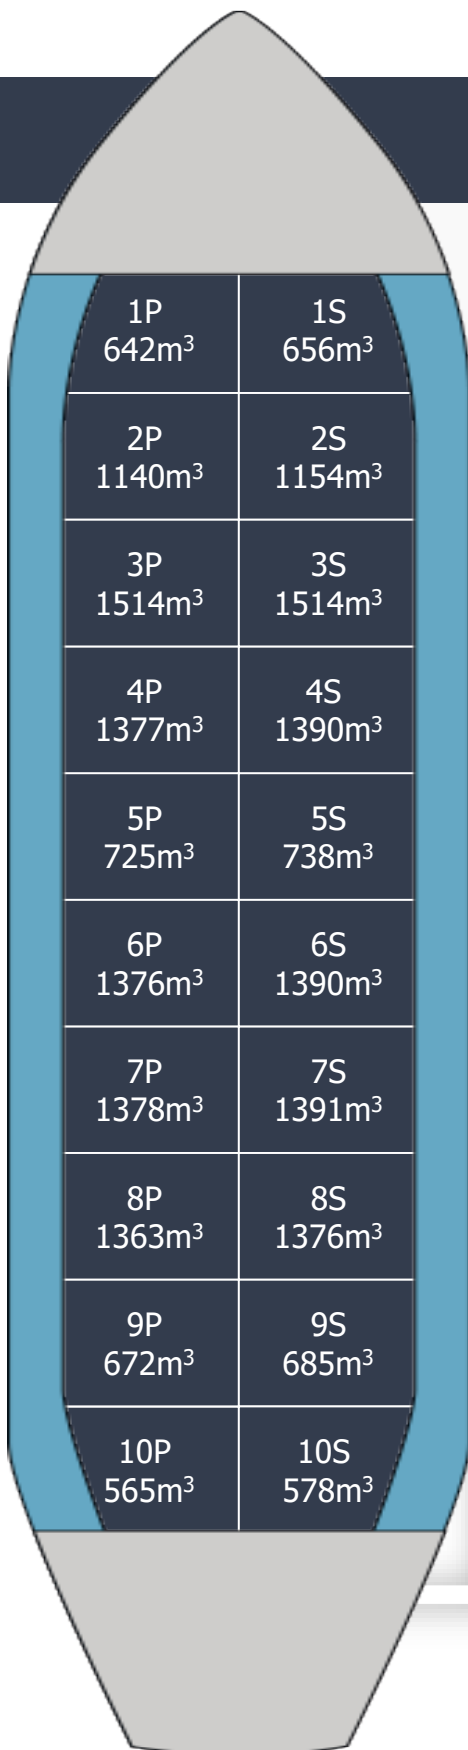 1P
642m³
1S
656m³
2P
1140m³
2S
1154m³
3P
1514m³
3S
1514m³
4P
1377m³
4S
1390m³
5P
725m³
5S
738m³
6P
1376m³
6S
1390m³
7P
1378m³
7S
1391m³
8P
1363m³
8S
1376m³
9P
672m³
9S
685m³
10P
565m³
10S
578m³